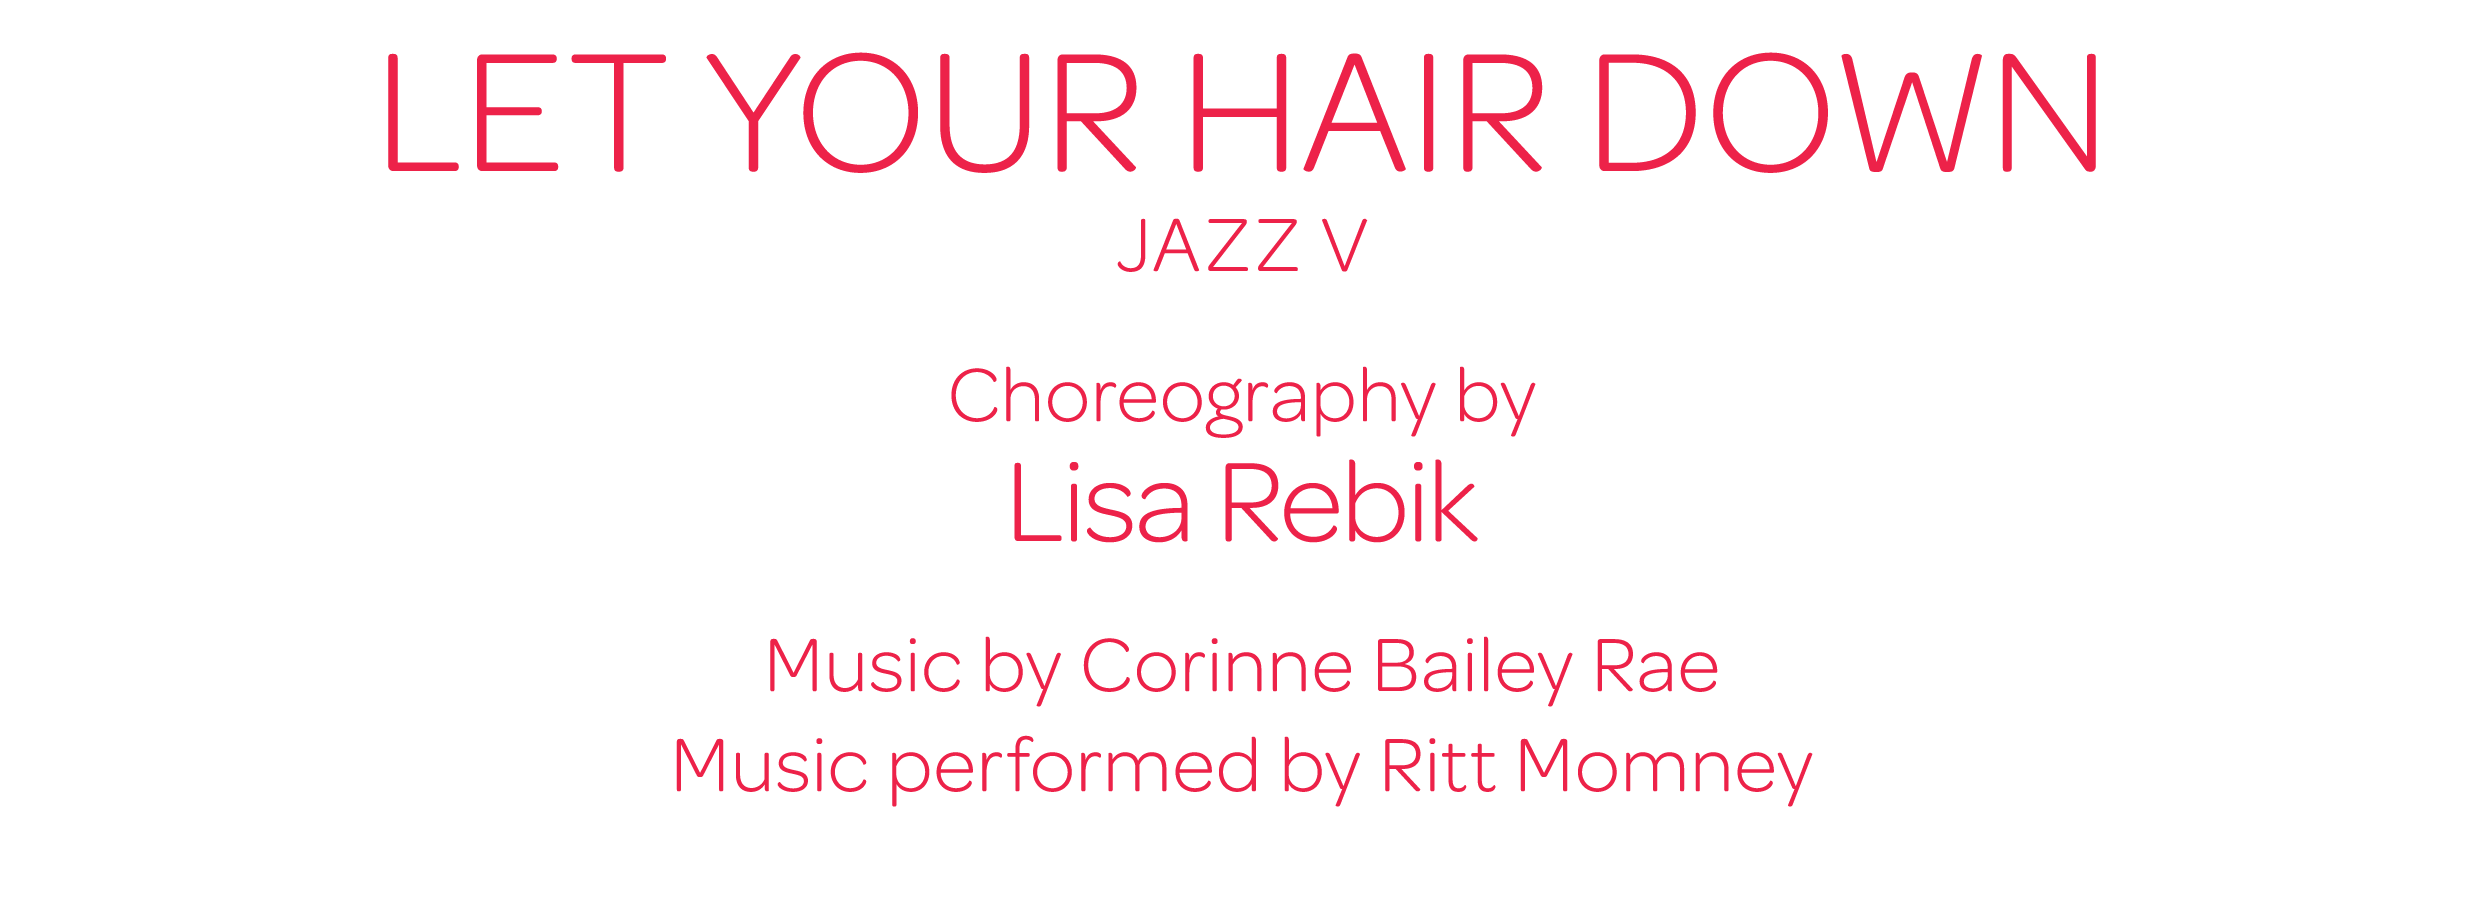 LET YOUR HAIR DOWN
JAZZ V
Choreography by
Lisa Rebik
Music by Corinne Bailey Rae
Music performed by Ritt Momney